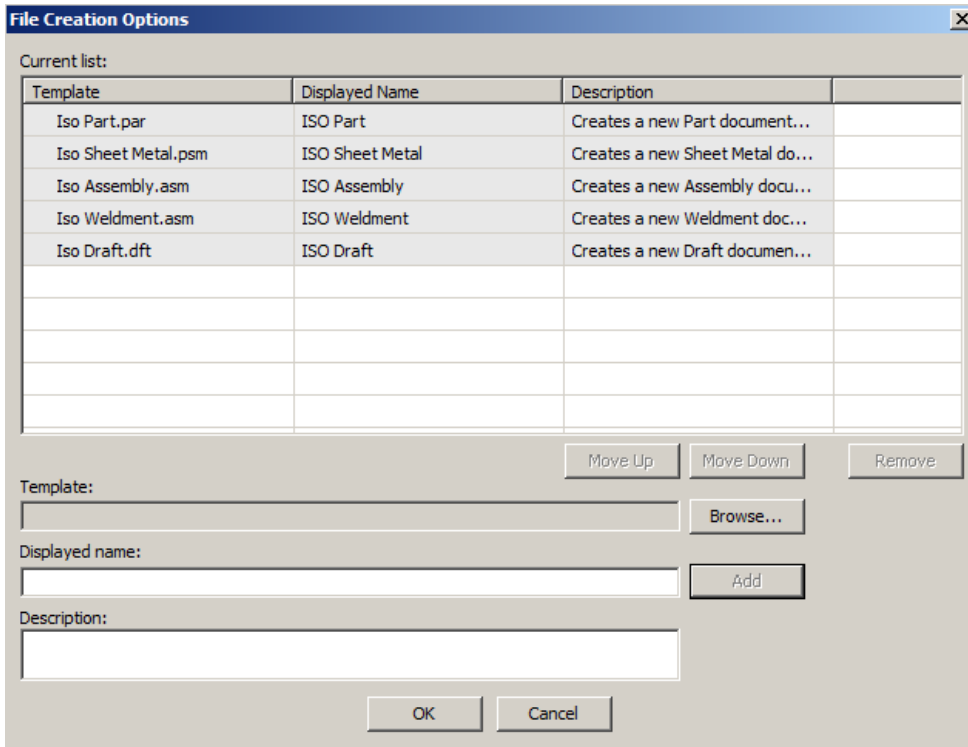 File Creation Options
Current list:
Template Displayed Name Description
Iso Part.par ISO Part Creates a new Part document...
Iso Sheet Metal.psm ISO Sheet Metal Creates a new Sheet Metal do...
Iso Assembly.asm ISO Assembly Creates a new Assembly docu...
Iso Weldment.asm ISO Weldment Creates a new Weldment doc...
Iso Draft.dft ISO Draft Creates a new Draft documen...
Move Up Move Down Remove
Template:
Browse...
Displayed name:
Add
Description:
OK Cancel